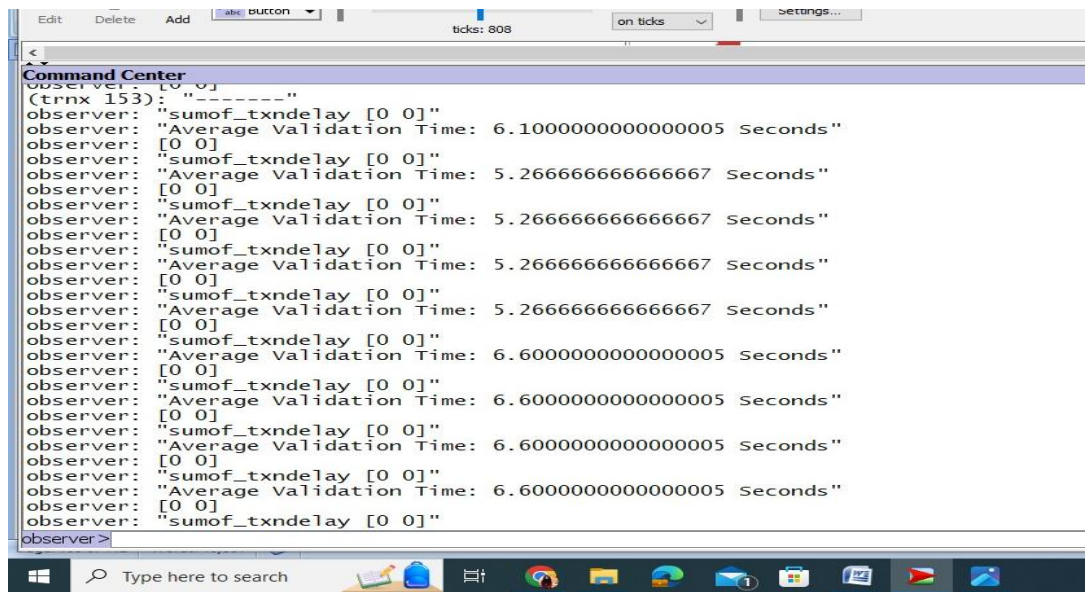 Edit Delete Add abc Button ticks: 808 on ticks Settings...
<
Command Center
observer: [0 0]
(trnx 153): "-------"
observer: "sumof_txndelay [0 0]"
observer: "Average Validation Time: 6.1000000000000005 Seconds"
observer: [0 0]
observer: "sumof_txndelay [0 0]"
observer: "Average Validation Time: 5.266666666666667 Seconds"
observer: [0 0]
observer: "sumof_txndelay [0 0]"
observer: "Average Validation Time: 5.266666666666667 Seconds"
observer: [0 0]
observer: "sumof_txndelay [0 0]"
observer: "Average Validation Time: 5.266666666666667 Seconds"
observer: [0 0]
observer: "sumof_txndelay [0 0]"
observer: "Average Validation Time: 5.266666666666667 Seconds"
observer: [0 0]
observer: "sumof_txndelay [0 0]"
observer: "Average Validation Time: 6.6000000000000005 Seconds"
observer: [0 0]
observer: "sumof_txndelay [0 0]"
observer: "Average Validation Time: 6.6000000000000005 Seconds"
observer: [0 0]
observer: "sumof_txndelay [0 0]"
observer: "Average Validation Time: 6.6000000000000005 Seconds"
observer: [0 0]
observer: "sumof_txndelay [0 0]"
observer: "Average Validation Time: 6.6000000000000005 Seconds"
observer: [0 0]
observer: "sumof_txndelay [0 0]"
observer>
Type here to search 1